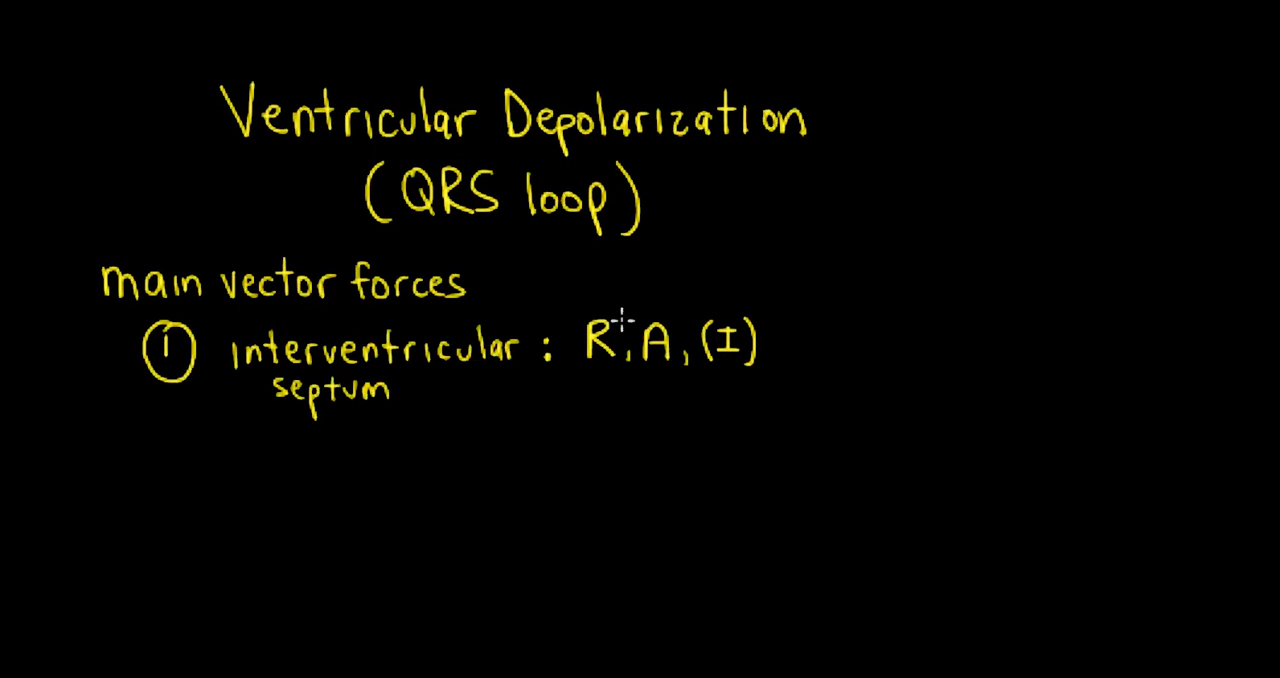 Ventricular Depolarization
(QRS loop)
main vector forces
① interventricular : R, A, (I)
septum